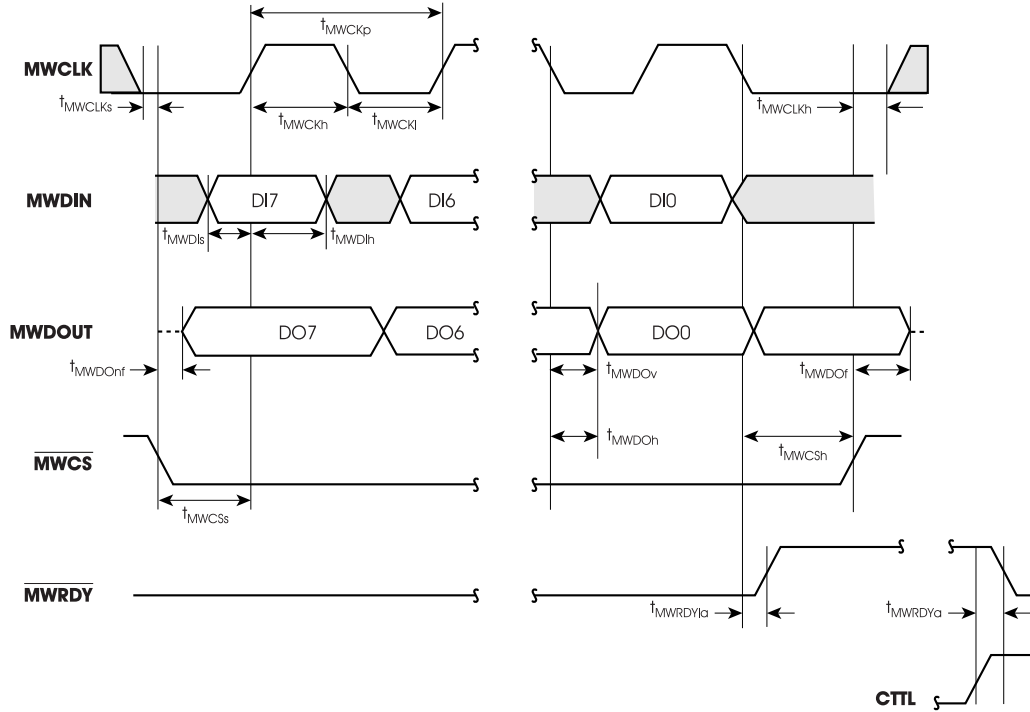 tMWCKp
MWCLK
tMWCLKs
tMWCKh
tMWCKl
tMWCLKh
MWDIN
DI7
DI6
DI0
tMWDIs
tMWDIh
MWDOUT
DO7
DO6
DO0
tMWDOnf
tMWDOv
tMWDOf
MWCS
tMWDOh
tMWCSh
tMWCSs
MWRDY
tMWRDYia
tMWRDYa
CTTL